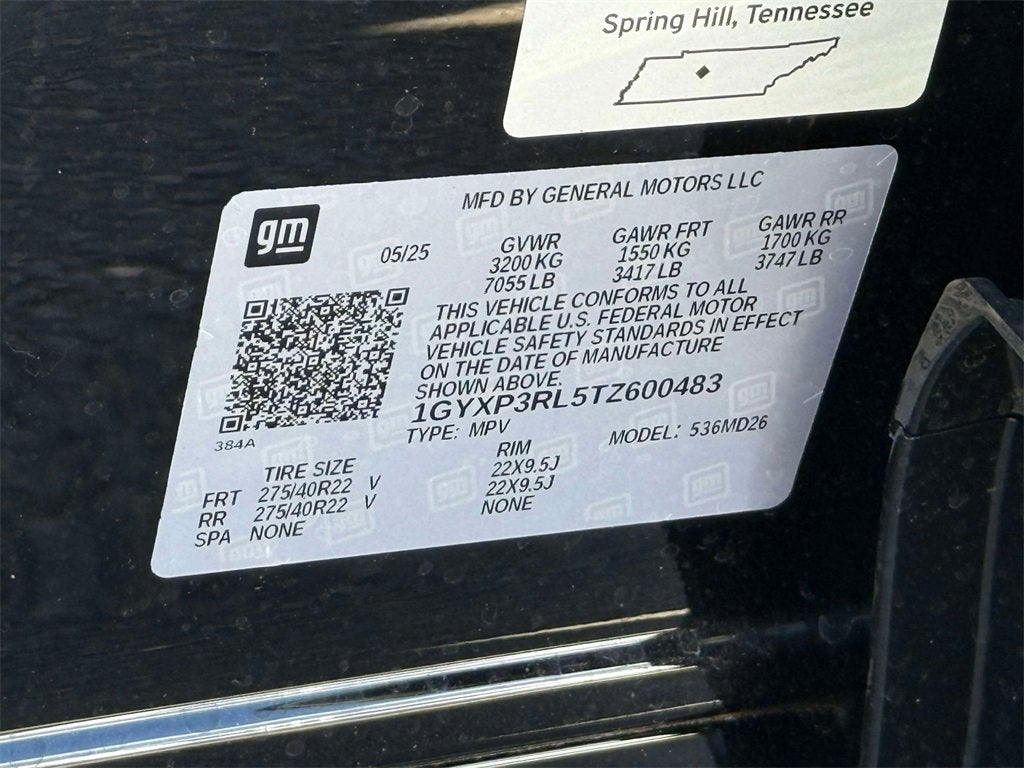 Spring Hill, Tennessee
gm
MFD BY GENERAL MOTORS LLC
05/25
GVWR
3200 KG
7055 LB
GAWR FRT
1550 KG
3417 LB
GAWR RR
1700 KG
3747 LB
THIS VEHICLE CONFORMS TO ALL
APPLICABLE U.S. FEDERAL MOTOR
VEHICLE SAFETY STANDARDS IN EFFECT
ON THE DATE OF MANUFACTURE
SHOWN ABOVE.
1GYXP3RL5TZ600483
TYPE: MPV
MODEL: 536MD26
384A
TIRE SIZE RIM
FRT 275/40R22 V 22X9.5J
RR 275/40R22 V 22X9.5J
SPA NONE NONE